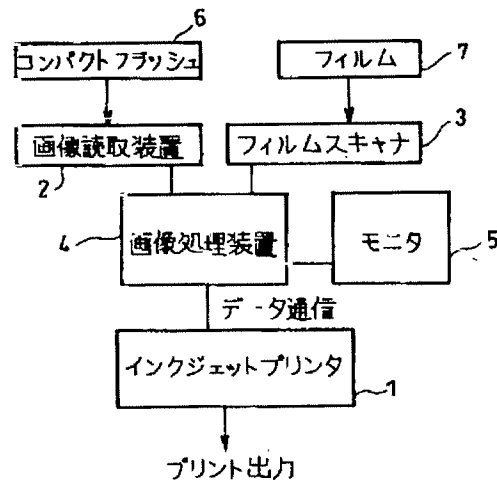 6
コンパクトフラッシュ
フィルム
7
画像読取装置
2
フィルムスキャナ
3
4
画像処理装置
モニタ
5
データ通信
インクジェットプリンタ
1
プリント出力